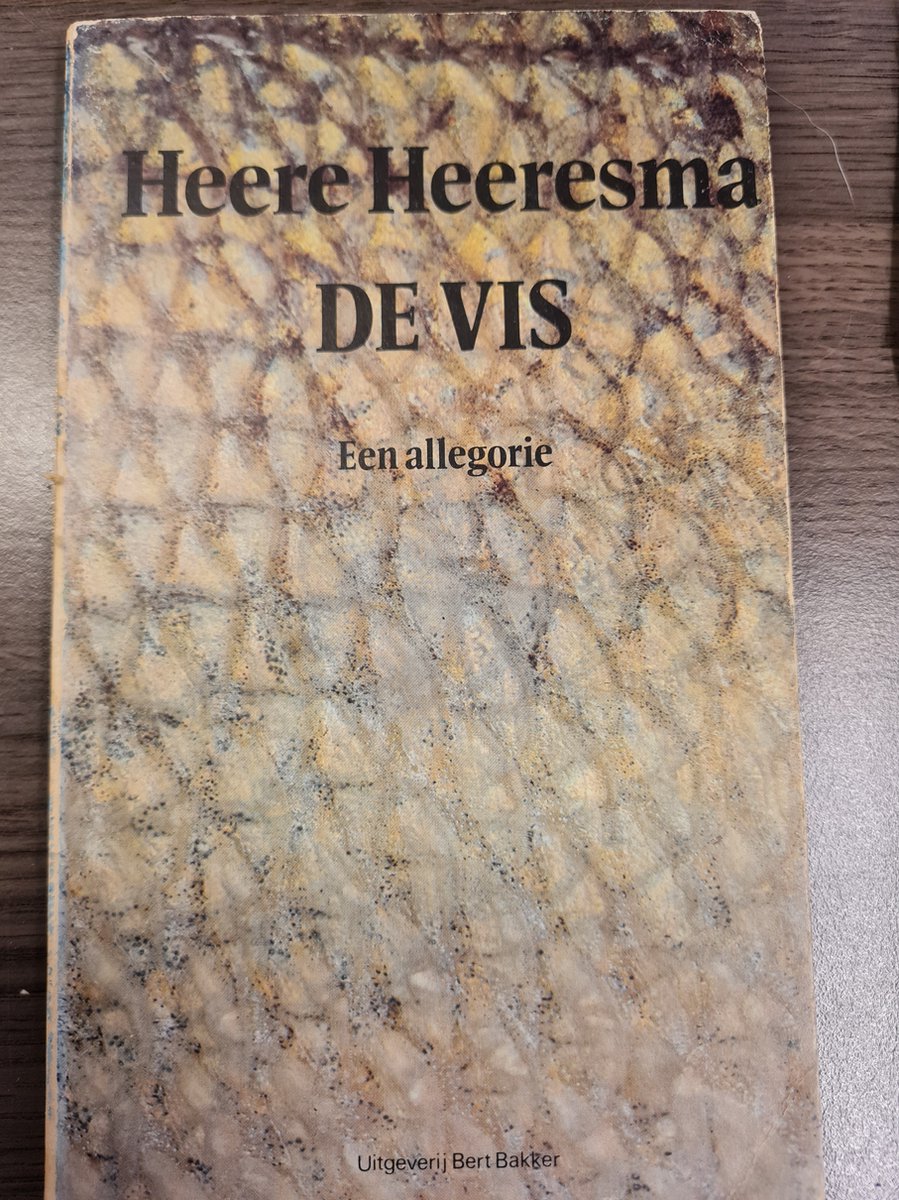 Heere Heeresma
DE VIS
Een allegorie
Uitgeverij Bert Bakker